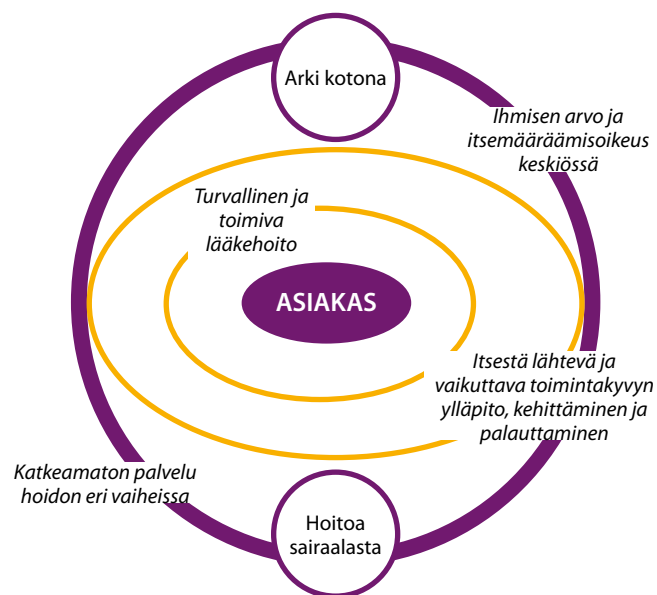 Arki kotona
Ihmisen arvo ja
itsemääräämisoikeus
keskiössä
Turvallinen ja
toimiva
lääkehoito
ASIAKAS
Itsestä lähtevä ja
vaikuttava toimintakyvyn
ylläpito, kehittäminen ja
palauttaminen
Katkeamaton palvelu
hoidon eri vaiheissa
Hoitoa
sairaalasta